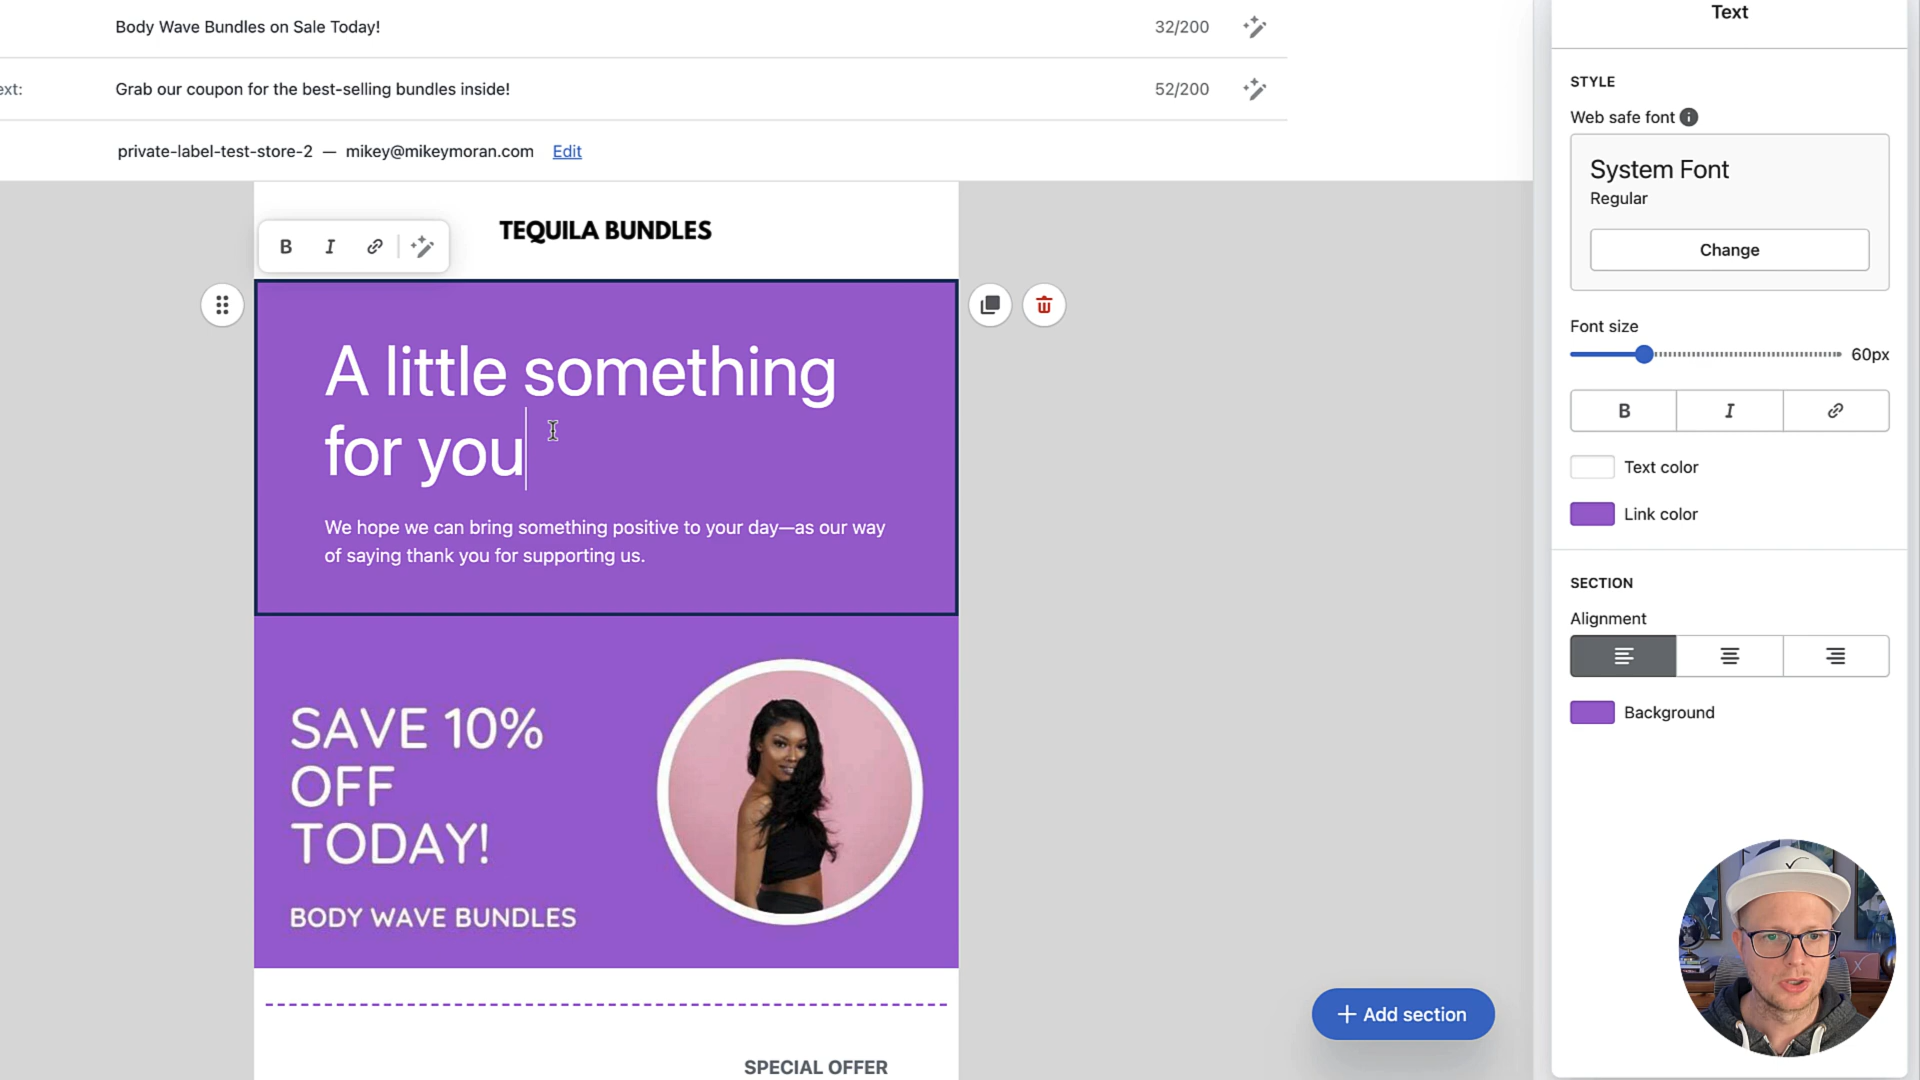 Text
Body Wave Bundles on Sale Today!
32/200
ext:
Grab our coupon for the best-selling bundles inside!
52/200
private-label-test-store-2 — mikey@mikeymoran.com Edit
TEQUILA BUNDLES
B I
A little something
for you
We hope we can bring something positive to your day—as our way
of saying thank you for supporting us.
SAVE 10%
OFF
TODAY!
BODY WAVE BUNDLES
SPECIAL OFFER
+ Add section
STYLE
Web safe font
System Font
Regular
Change
Font size
60px
B I
Text color
Link color
SECTION
Alignment
Background